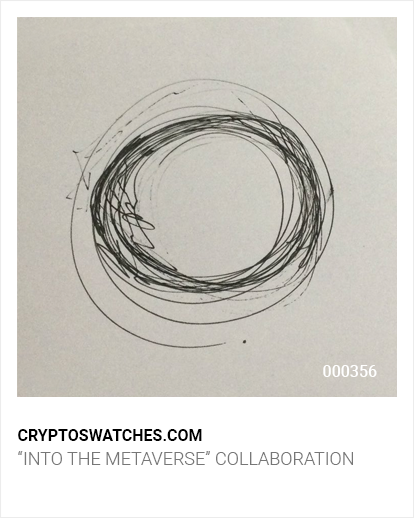 000356
CRYPTOSWATCHES.COM
“INTO THE METAVERSE” COLLABORATION